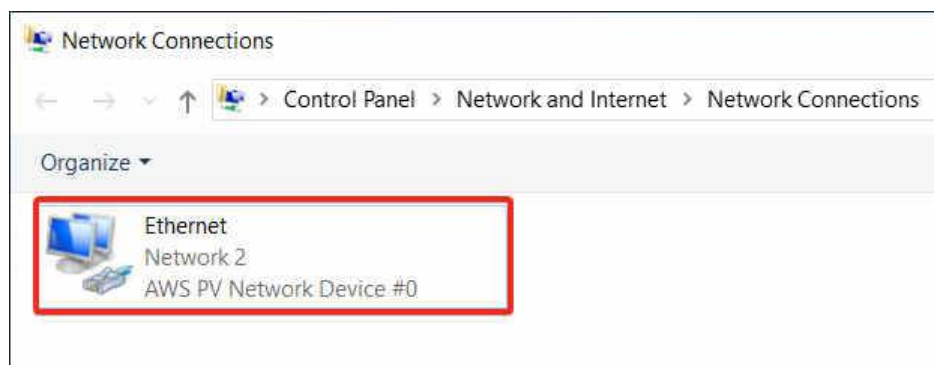 Network Connections
Control Panel > Network and Internet > Network Connections
Organize
Ethernet
Network 2
AWS PV Network Device #0